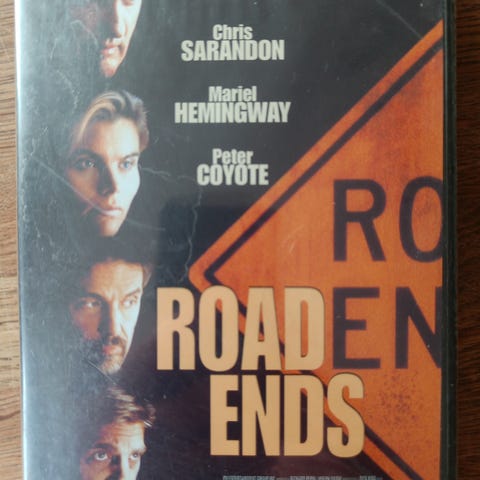 Chris
SARANDON
Mariel
HEMINGWAY
Peter
COYOTE
RO
EN
ROAD
ENDS